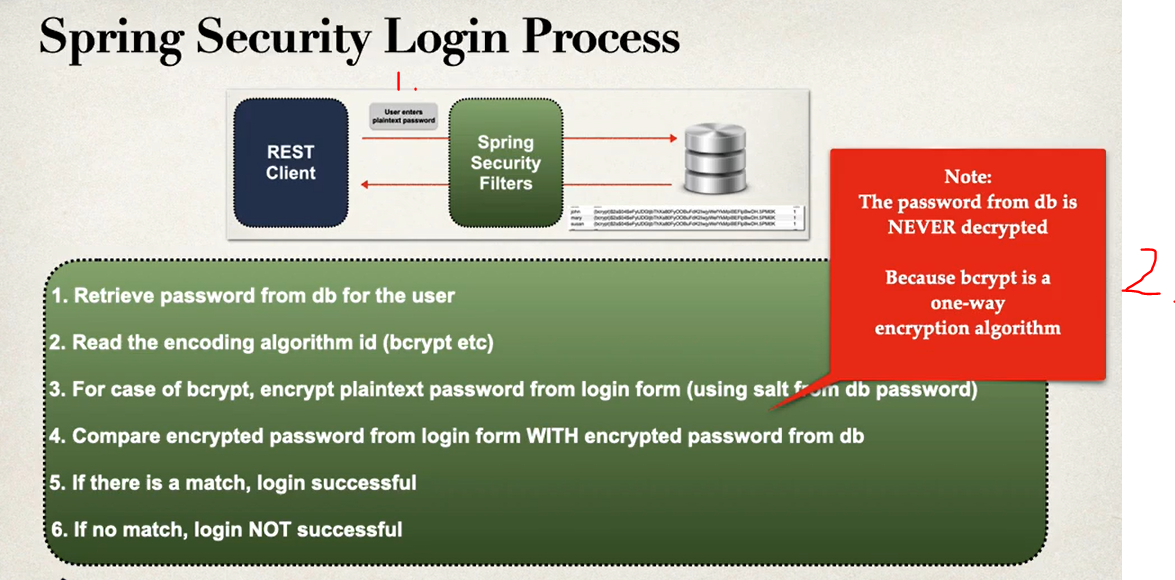 Spring Security Login Process
1.
User enters
plaintext password
REST
Client
Spring
Security
Filters
john
mary
susan
Note:
The password from db is
NEVER decrypted
Because bcrypt is a
one-way
encryption algorithm
2.
1. Retrieve password from db for the user
2. Read the encoding algorithm id (bcrypt etc)
3. For case of bcrypt, encrypt plaintext password from login form (using salt from db password)
4. Compare encrypted password from login form WITH encrypted password from db
5. If there is a match, login successful
6. If no match, login NOT successful